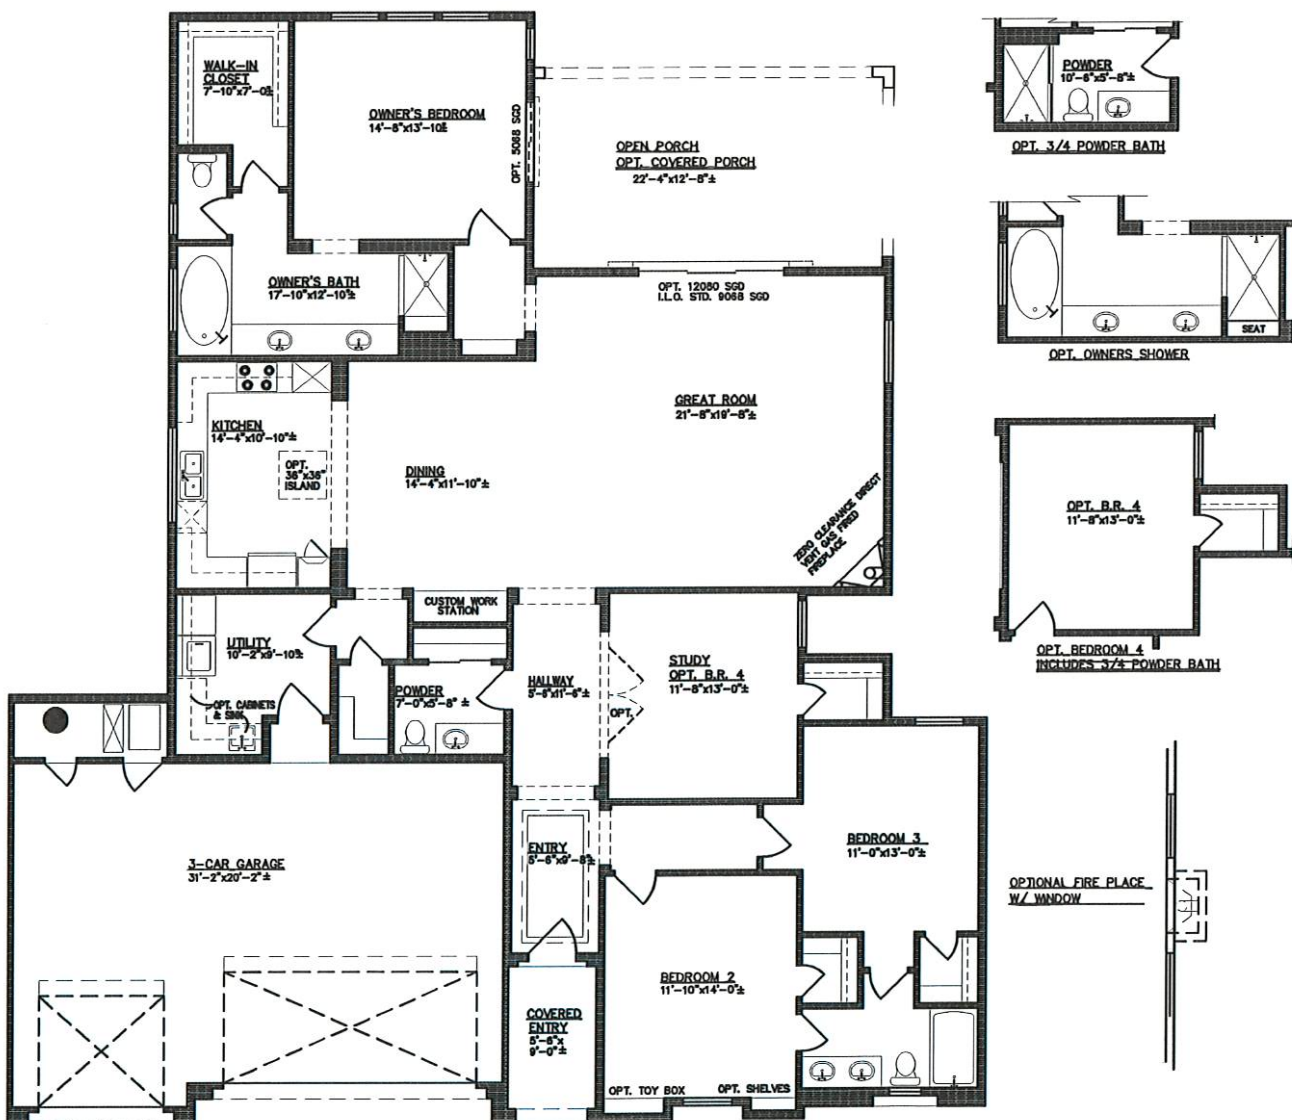 WALK-IN
CLOSET
7'-10"x7'-0"±
OWNER'S BEDROOM
14'-8"x13'-10"±
OPT. 5068 SGD
OPEN PORCH
OPT. COVERED PORCH
22'-4"x12'-8"±
POWDER
10'-6"x5'-8"±
OPT. 3/4 POWDER BATH
OWNER'S BATH
17'-10"x12'-10"±
OPT. 12080 SGD
I.L.O. STD. 9068 SGD
SEAT
OPT. OWNERS SHOWER
KITCHEN
14'-4"x10'-10"±
OPT.
36"x36"
ISLAND
DINING
14'-4"x11'-10"±
GREAT ROOM
21'-8"x19'-8"±
ZERO CLEARANCE DIRECT
VENT GAS FIRED
FIREPLACE
OPT. B.R. 4
11'-8"x13'-0"±
OPT. BEDROOM 4
INCLUDES 3/4 POWDER BATH
CUSTOM WORK
STATION
UTILITY
10'-2"x9'-10"±
OPT. CABINETS
& SINK
POWDER
7'-0"x5'-8" ±
HALLWAY
5'-6"x11'-6"±
OPT.
STUDY
OPT. B.R. 4
11'-8"x13'-0"±
3-CAR GARAGE
31'-2"x20'-2"±
ENTRY
5'-6"x9'-8"±
BEDROOM 3
11'-0"x13'-0"±
OPTIONAL FIRE PLACE
W/ WINDOW
BEDROOM 2
11'-10"x14'-0"±
COVERED
ENTRY
5'-6"x
9'-0"±
OPT. TOY BOX
OPT. SHELVES